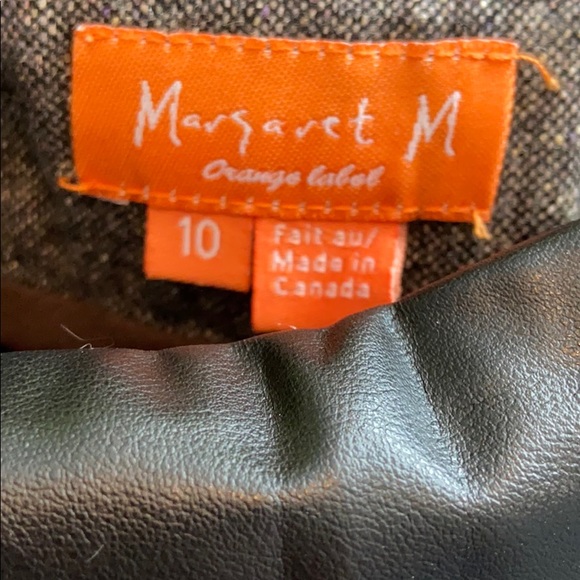 Margaret M
Orange label
10
Fait au/
Made in
Canada